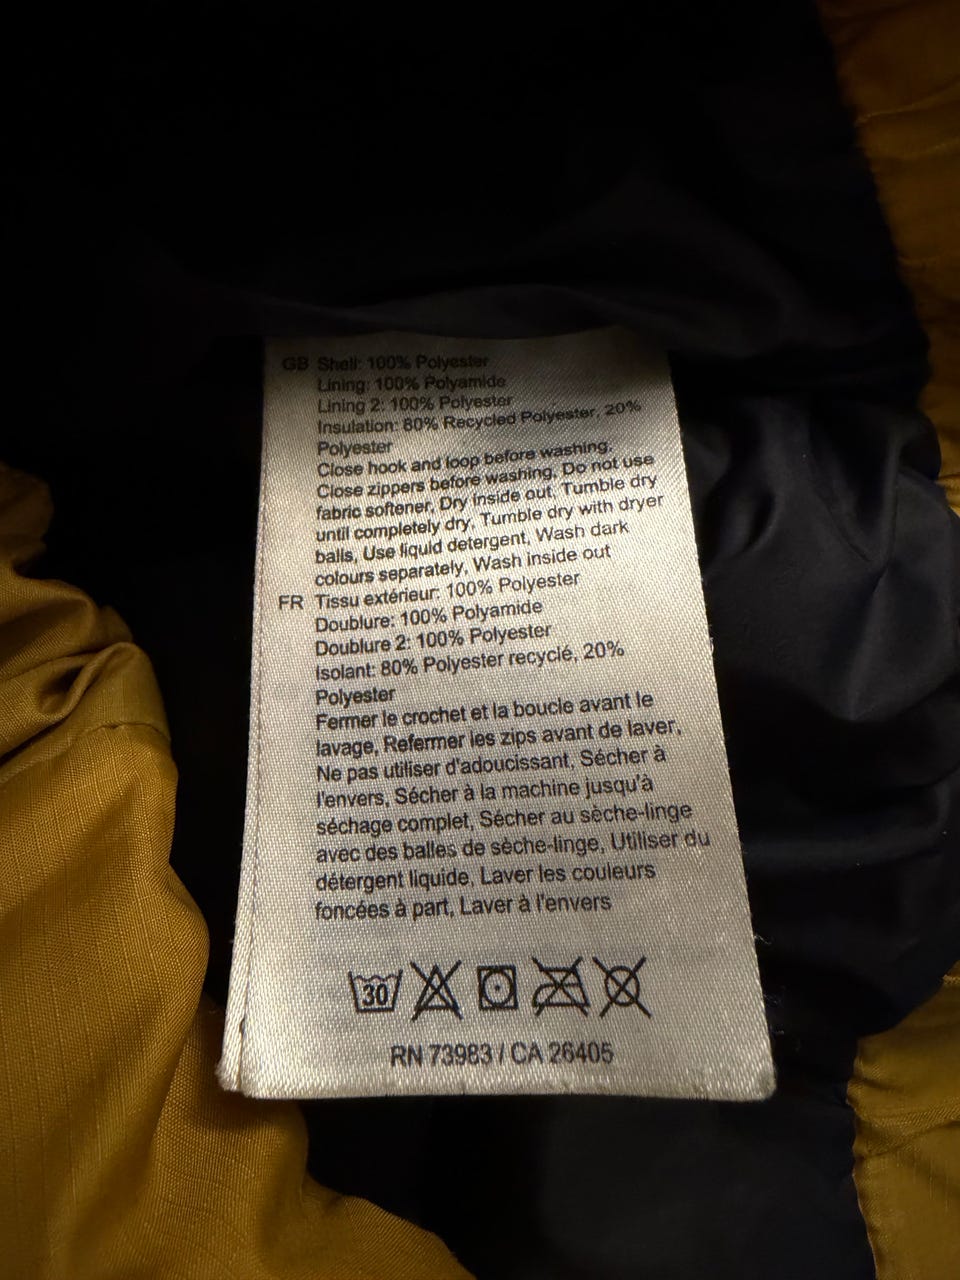 GB Shell: 100% Polyester
Lining: 100% Polyamide
Lining 2: 100% Polyester
Insulation: 80% Recycled Polyester, 20%
Polyester
Close hook and loop before washing,
Close zippers before washing, Do not use
fabric softener, Dry inside out, Tumble dry
until completely dry, Tumble dry with dryer
balls, Use liquid detergent, Wash dark
colours separately, Wash inside out
FR Tissu extérieur: 100% Polyester
Doublure: 100% Polyamide
Doublure 2: 100% Polyester
Isolant: 80% Polyester recyclé, 20%
Polyester
Fermer le crochet et la boucle avant le
lavage, Refermer les zips avant de laver,
Ne pas utiliser d'adoucissant, Sécher à
l'envers, Sécher à la machine jusqu'à
séchage complet, Sécher au sèche-linge
avec des balles de sèche-linge, Utiliser du
détergent liquide, Laver les couleurs
foncées à part, Laver à l'envers
30
RN 73983 / CA 26405